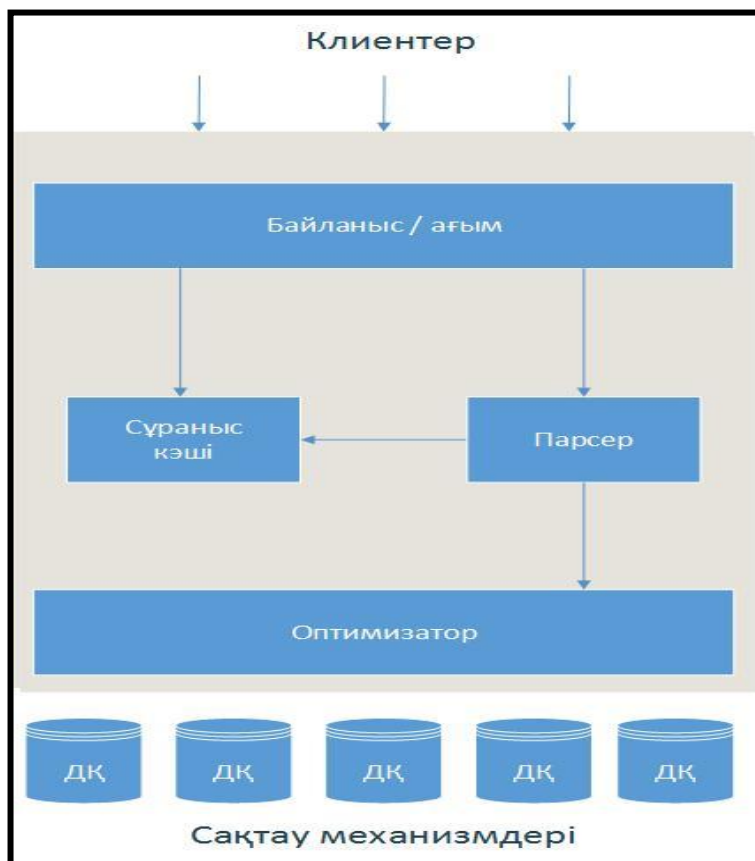 Клиентер
Байланыс / ағым
Сұраныс
кэші
Парсер
Оптимизатор
ДҚ ДҚ ДҚ ДҚ ДҚ
Сақтау механизмдері